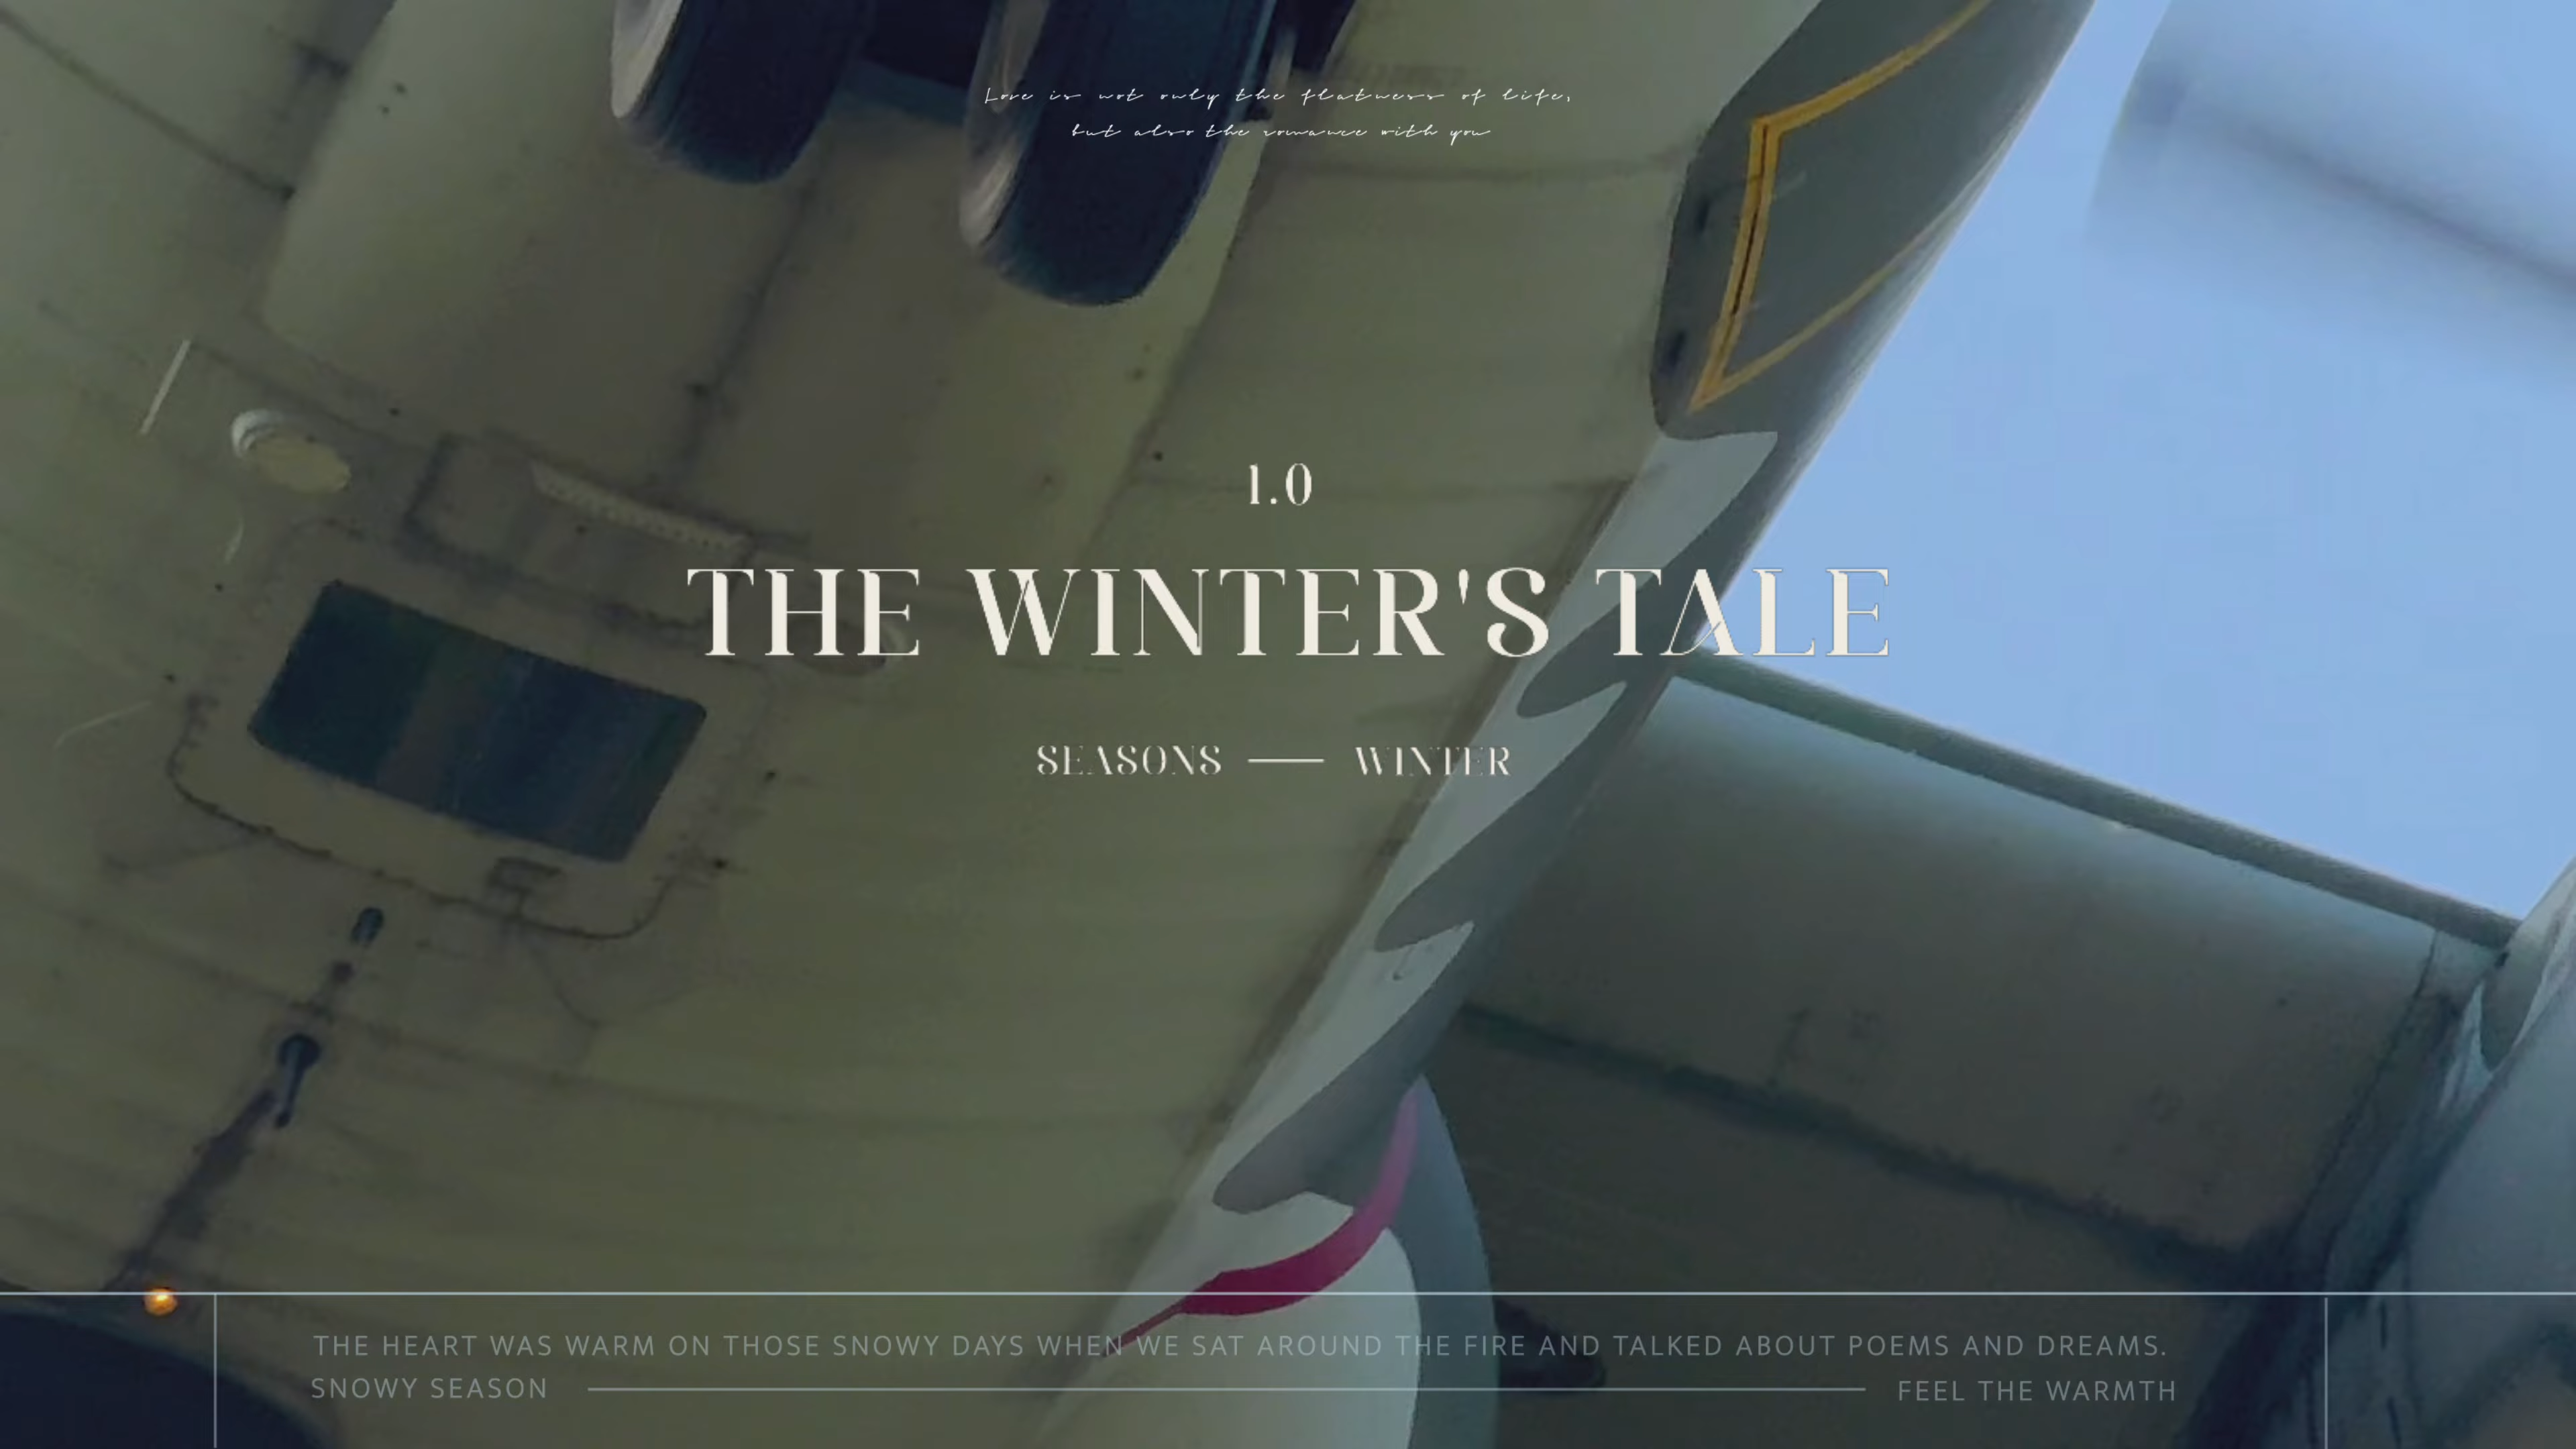 Love is not only the flatness of life,
but also the romance with you
1.0
THE WINTER'S TALE
SEASONS — WINTER
THE HEART WAS WARM ON THOSE SNOWY DAYS WHEN WE SAT AROUND THE FIRE AND TALKED ABOUT POEMS AND DREAMS.
SNOWY SEASON
FEEL THE WARMTH